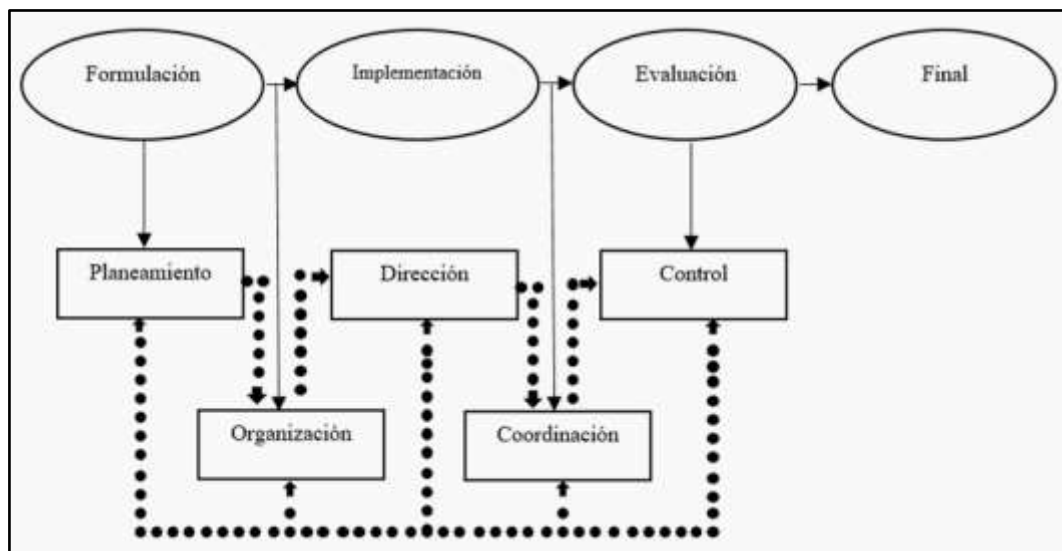 Formulación
Implementación
Evaluación
Final
Planeamiento
Dirección
Control
Organización
Coordinación